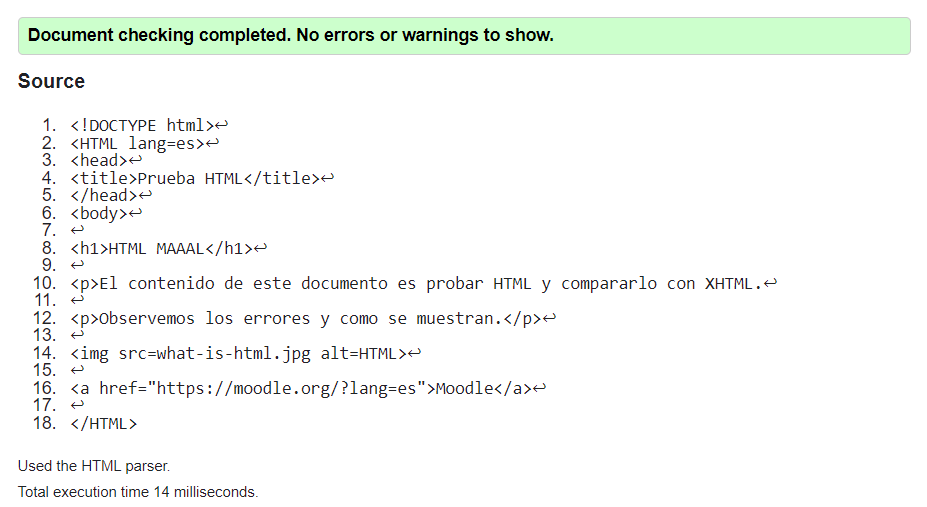 Document checking completed. No errors or warnings to show.
Source
1. <!DOCTYPE html>↩
2. <HTML lang=es>↩
3. <head>↩
4. <title>Prueba HTML</title>↩
5. </head>↩
6. <body>↩
7. ↩
8. <h1>HTML MAAAL</h1>↩
9. ↩
10. <p>El contenido de este documento es probar HTML y compararlo con XHTML.↩
11. ↩
12. <p>Observemos los errores y como se muestran.</p>↩
13. ↩
14. <img src=what-is-html.jpg alt=HTML>↩
15. ↩
16. <a href="https://moodle.org/?lang=es">Moodle</a>↩
17. ↩
18. </HTML>
Used the HTML parser.
Total execution time 14 milliseconds.